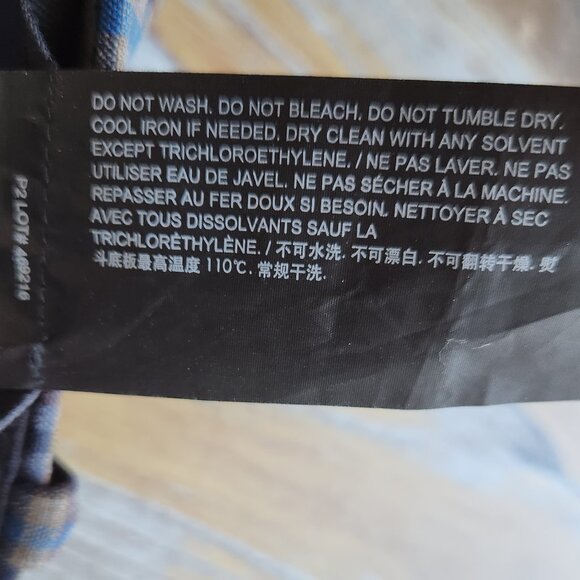 DO NOT WASH. DO NOT BLEACH. DO NOT TUMBLE DRY.
COOL IRON IF NEEDED. DRY CLEAN WITH ANY SOLVENT
EXCEPT TRICHLOROETHYLENE. / NE PAS LAVER. NE PAS
UTILISER EAU DE JAVEL. NE PAS SÉCHER À LA MACHINE.
REPASSER AU FER DOUX SI BESOIN. NETTOYER À SEC
AVEC TOUS DISSOLVANTS SAUF LA
TRICHLORÉTHYLÈNE. / 不可水洗. 不可漂白. 不可翻转干燥. 熨
斗底板最高温度 110℃. 常规干洗.
P2 LOT#